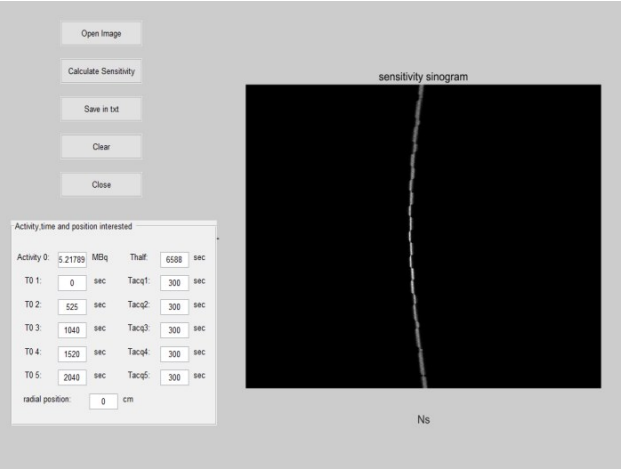 Open Image
Calculate Sensitivity
Save in txt
Clear
Close
sensitivity sinogram
Activity,time and position interested
Activity 0: 5.21789 MBq Thalf: 6588 sec
T0 1: 0 sec Tacq1: 300 sec
T0 2: 525 sec Tacq2: 300 sec
T0 3: 1040 sec Tacq3: 300 sec
T0 4: 1520 sec Tacq4: 300 sec
T0 5: 2040 sec Tacq5: 300 sec
radial position: 0 cm
Ns